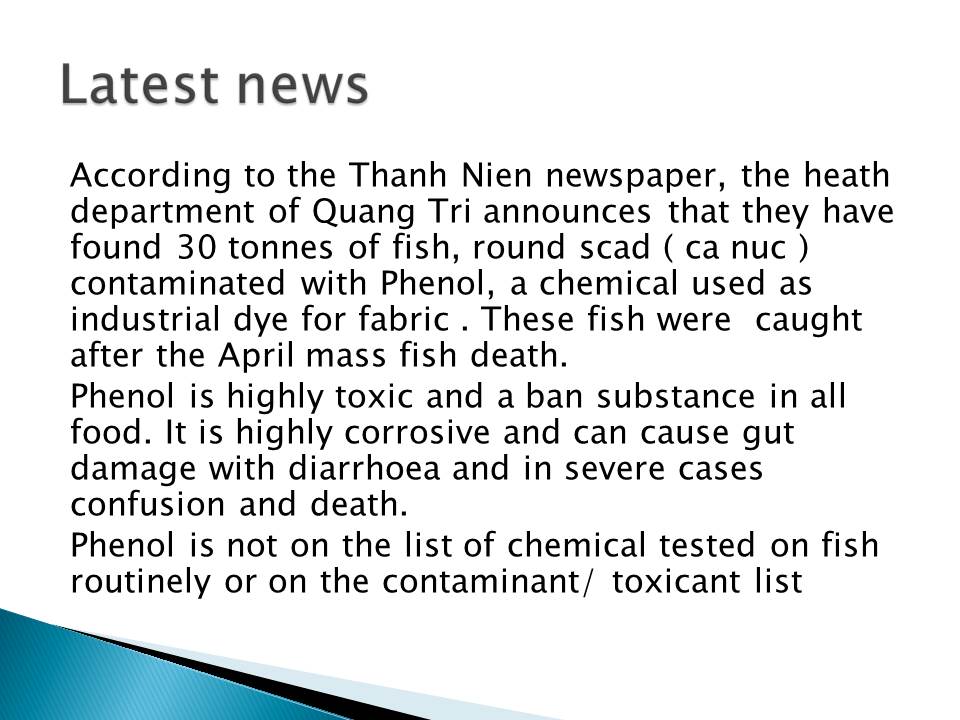 Latest news
According to the Thanh Nien newspaper, the heath
department of Quang Tri announces that they have
found 30 tonnes of fish, round scad ( ca nuc )
contaminated with Phenol, a chemical used as
industrial dye for fabric . These fish were  caught
after the April mass fish death.
Phenol is highly toxic and a ban substance in all
food. It is highly corrosive and can cause gut
damage with diarrhoea and in severe cases
confusion and death.
Phenol is not on the list of chemical tested on fish
routinely or on the contaminant/ toxicant list